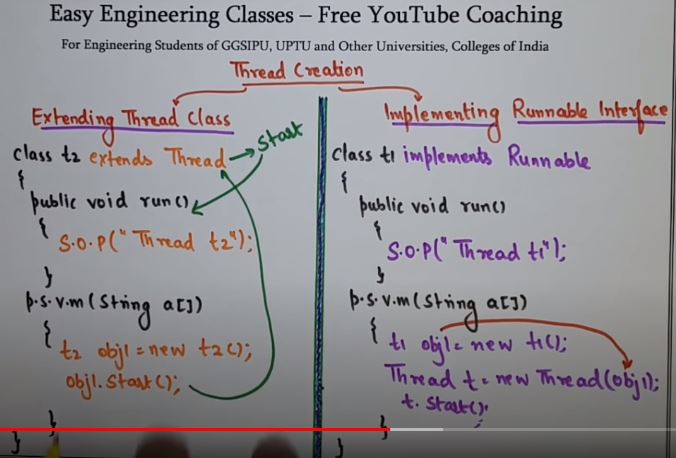 Easy Engineering Classes – Free YouTube Coaching
For Engineering Students of GGSIPU, UPTU and Other Universities, Colleges of India
Thread Creation
Extending Thread Class
class t2 extends Thread → Start
{
public void run()
{
S.O.P("Thread t2");
}
p.s.v.m(String a[])
{
t2 obj1 = new t2();
obj1.Start();
}
}
Implementing Runnable Interface
Class t1 implements Runnable
{
public void run()
{
S.O.P("Thread t1");
}
p.s.v.m(String a[])
{
t1 obj1 = new t1();
Thread t = new Thread(obj1);
t. Start();
}
}